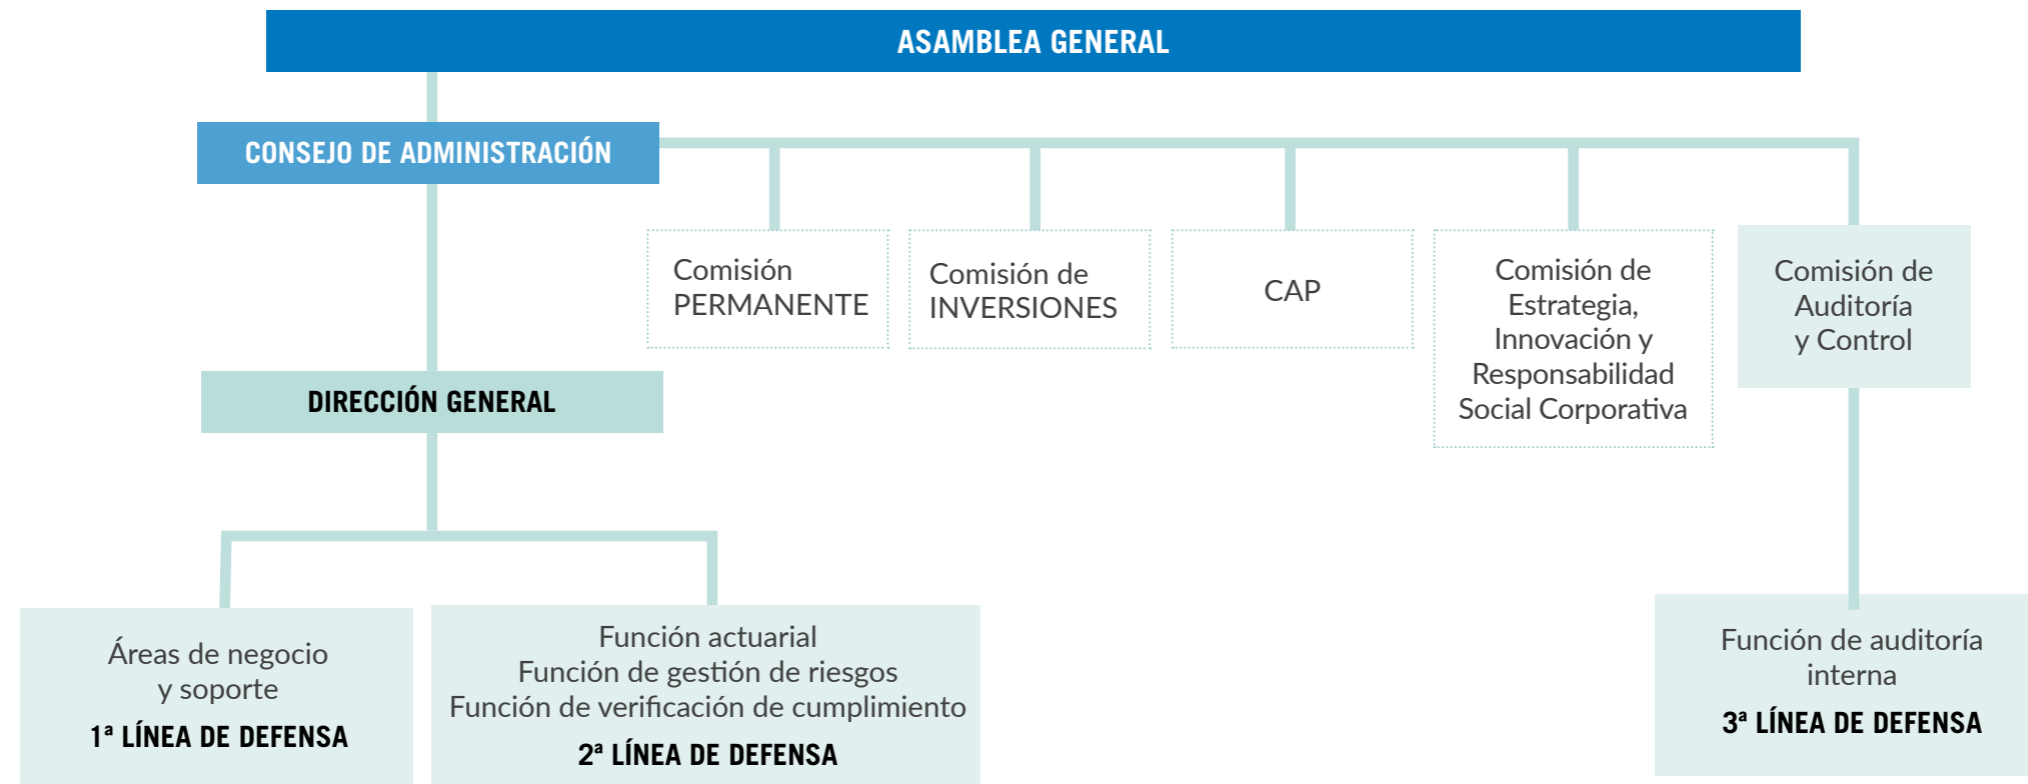 ASAMBLEA GENERAL
CONSEJO DE ADMINISTRACIÓN
Comisión
PERMANENTE
Comisión de
INVERSIONES
CAP
Comisión de
Estrategia,
Innovación y
Responsabilidad
Social Corporativa
Comisión de
Auditoría
y Control
DIRECCIÓN GENERAL
Áreas de negocio
y soporte
1ª LÍNEA DE DEFENSA
Función actuarial
Función de gestión de riesgos
Función de verificación de cumplimiento
2ª LÍNEA DE DEFENSA
Función de auditoría
interna
3ª LÍNEA DE DEFENSA